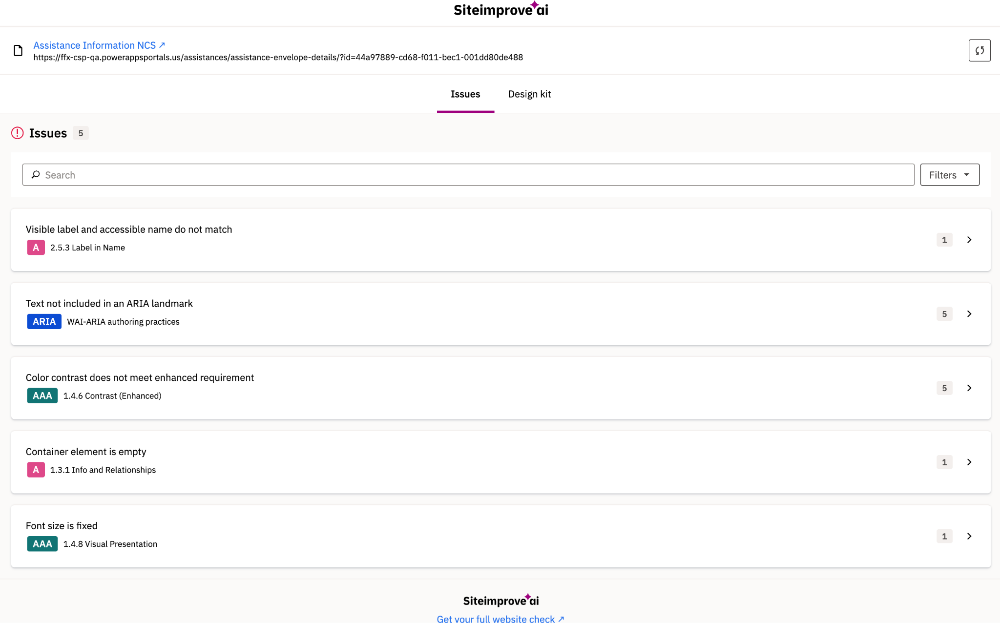 Siteimprove ai
Assistance Information NCS ↗
https://ffx-csp-qa.powerappsportals.us/assistances/assistance-envelope-details/?id=44a97889-cd68-f011-bec1-001dd80de488
Issues
Design kit
Issues 5
Search
Filters
Visible label and accessible name do not match
A 2.5.3 Label in Name
1
Text not included in an ARIA landmark
ARIA WAI-ARIA authoring practices
5
Color contrast does not meet enhanced requirement
AAA 1.4.6 Contrast (Enhanced)
5
Container element is empty
A 1.3.1 Info and Relationships
1
Font size is fixed
AAA 1.4.8 Visual Presentation
1
Siteimprove ai
Get your full website check ↗